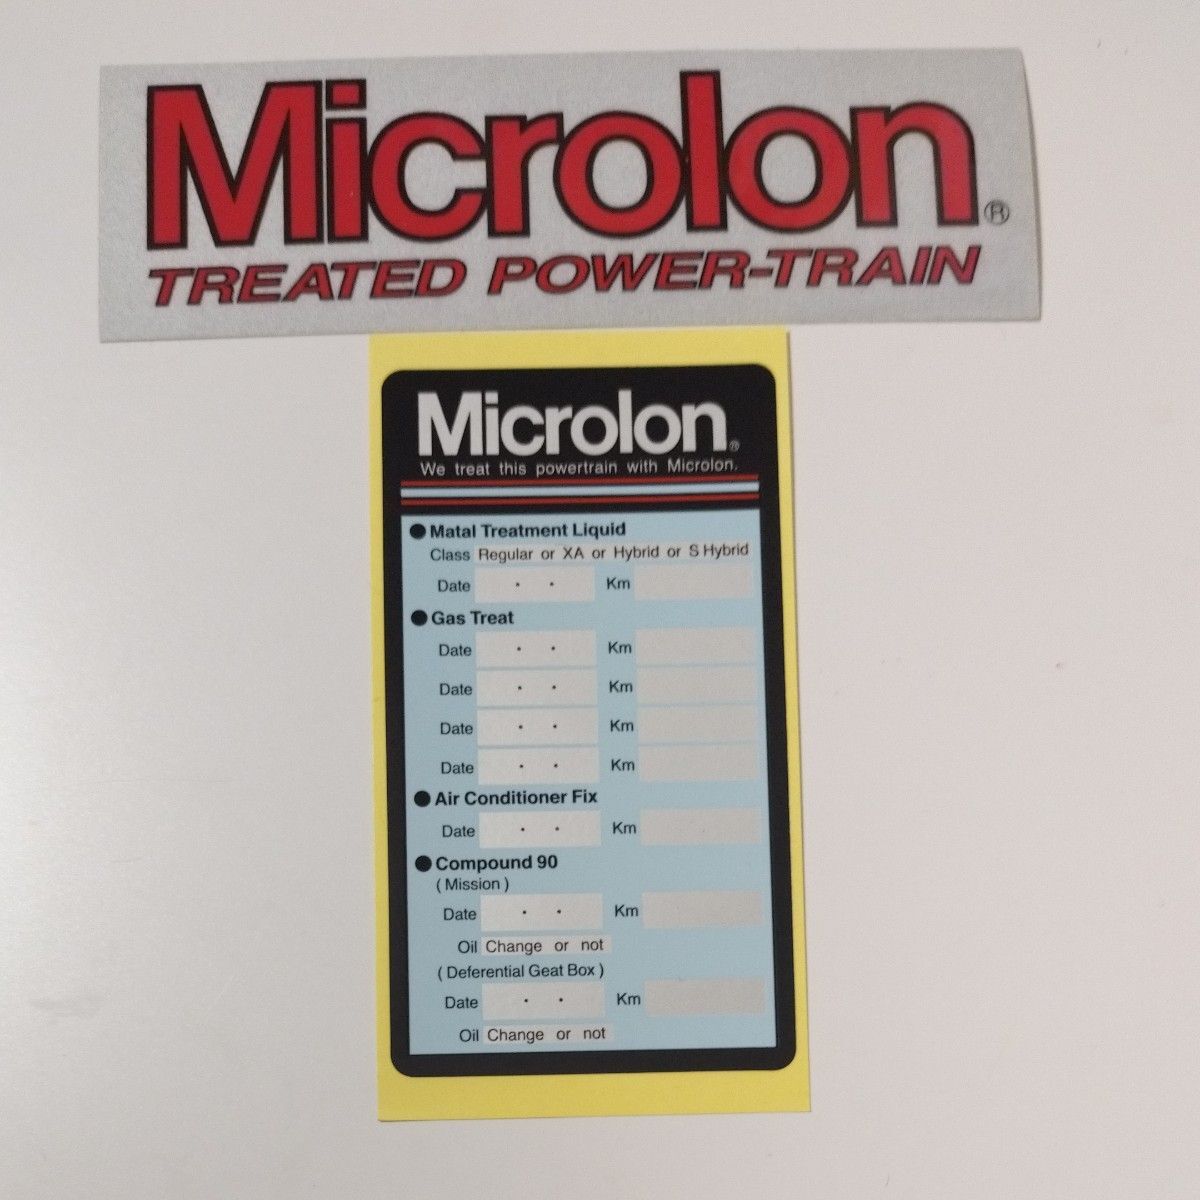 Microlon®
TREATED POWER-TRAIN
Microlon®
We treat this powertrain with Microlon.
● Matal Treatment Liquid
Class Regular or XA or Hybrid or S Hybrid
Date . . Km
● Gas Treat
Date . . Km
Date . . Km
Date . . Km
Date . . Km
● Air Conditioner Fix
Date . . Km
● Compound 90
( Mission )
Date . . Km
Oil Change or not
( Deferential Geat Box )
Date . . Km
Oil Change or not